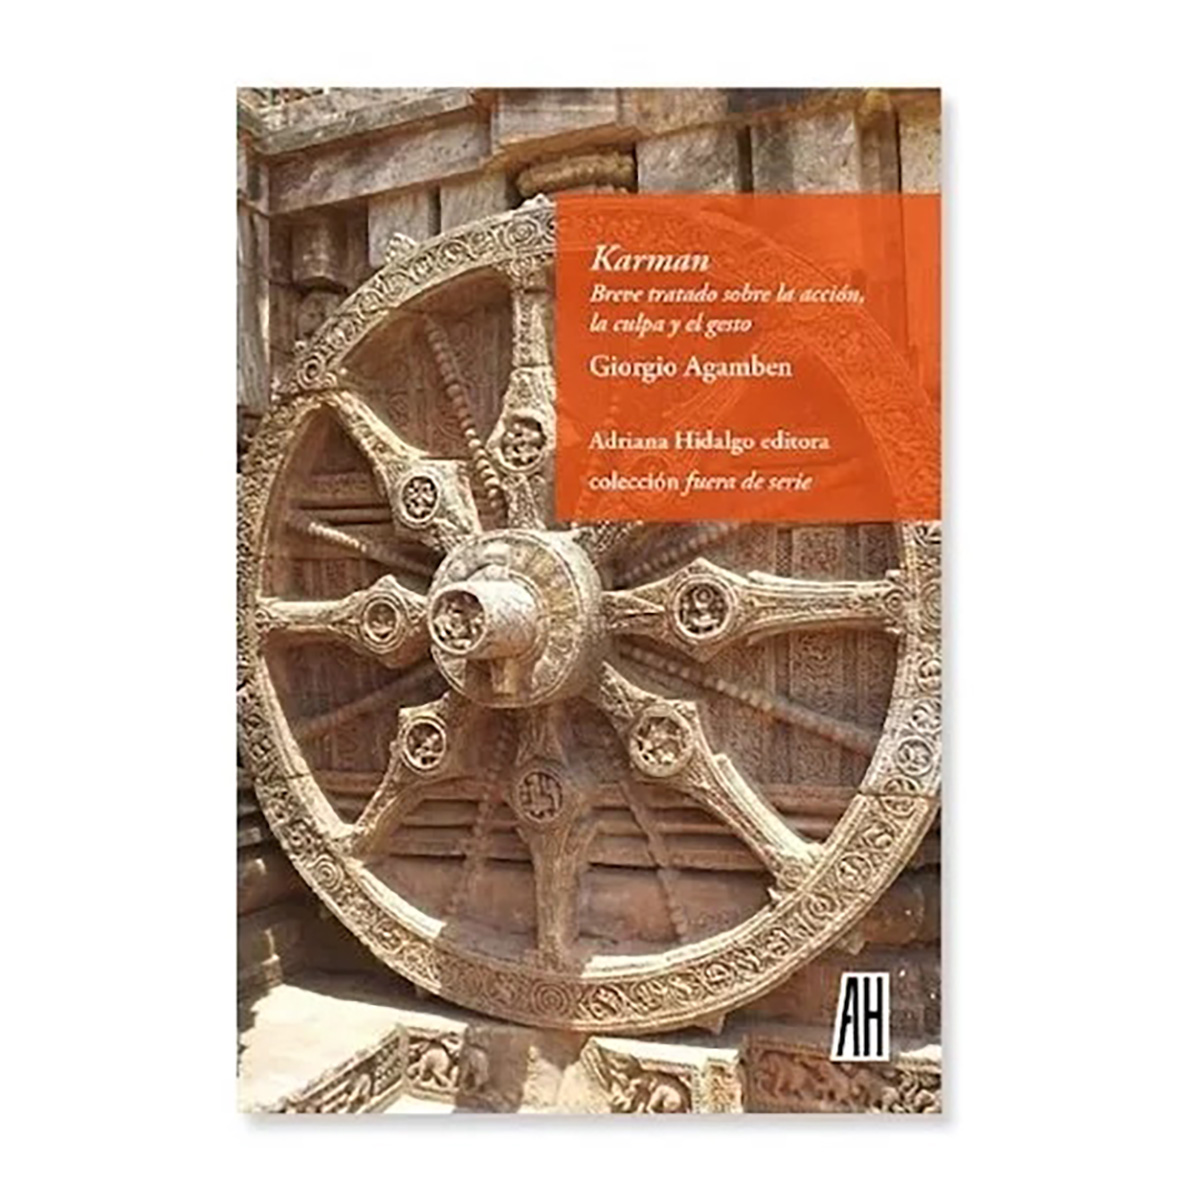 Karman
Breve tratado sobre la acción,
la culpa y el gesto
Giorgio Agamben
Adriana Hidalgo editora
colección fuera de serie
AH